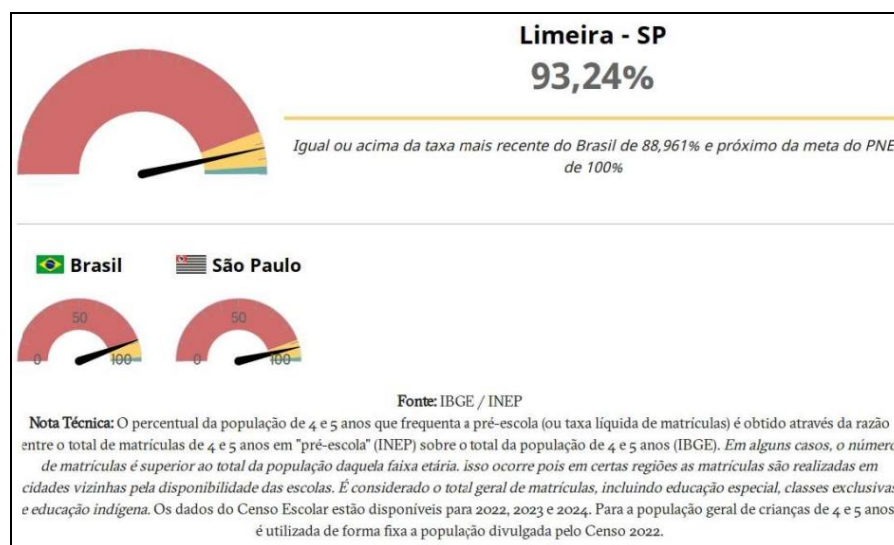 Limeira - SP
93,24%
Igual ou acima da taxa mais recente do Brasil de 88,961% e próximo da meta do PNE
de 100%
Brasil
São Paulo
50
0
100
50
0
100
Fonte: IBGE / INEP
Nota Técnica: O percentual da população de 4 e 5 anos que frequenta a pré-escola (ou taxa líquida de matrículas) é obtido através da razão
entre o total de matrículas de 4 e 5 anos em "pré-escola" (INEP) sobre o total da população de 4 e 5 anos (IBGE). Em alguns casos, o número
de matrículas é superior ao total da população daquela faixa etária. isso ocorre pois em certas regiões as matrículas são realizadas em
cidades vizinhas pela disponibilidade das escolas. É considerado o total geral de matrículas, incluindo educação especial, classes exclusivas
e educação indígena. Os dados do Censo Escolar estão disponíveis para 2022, 2023 e 2024. Para a população geral de crianças de 4 e 5 anos
é utilizada de forma fixa a população divulgada pelo Censo 2022.